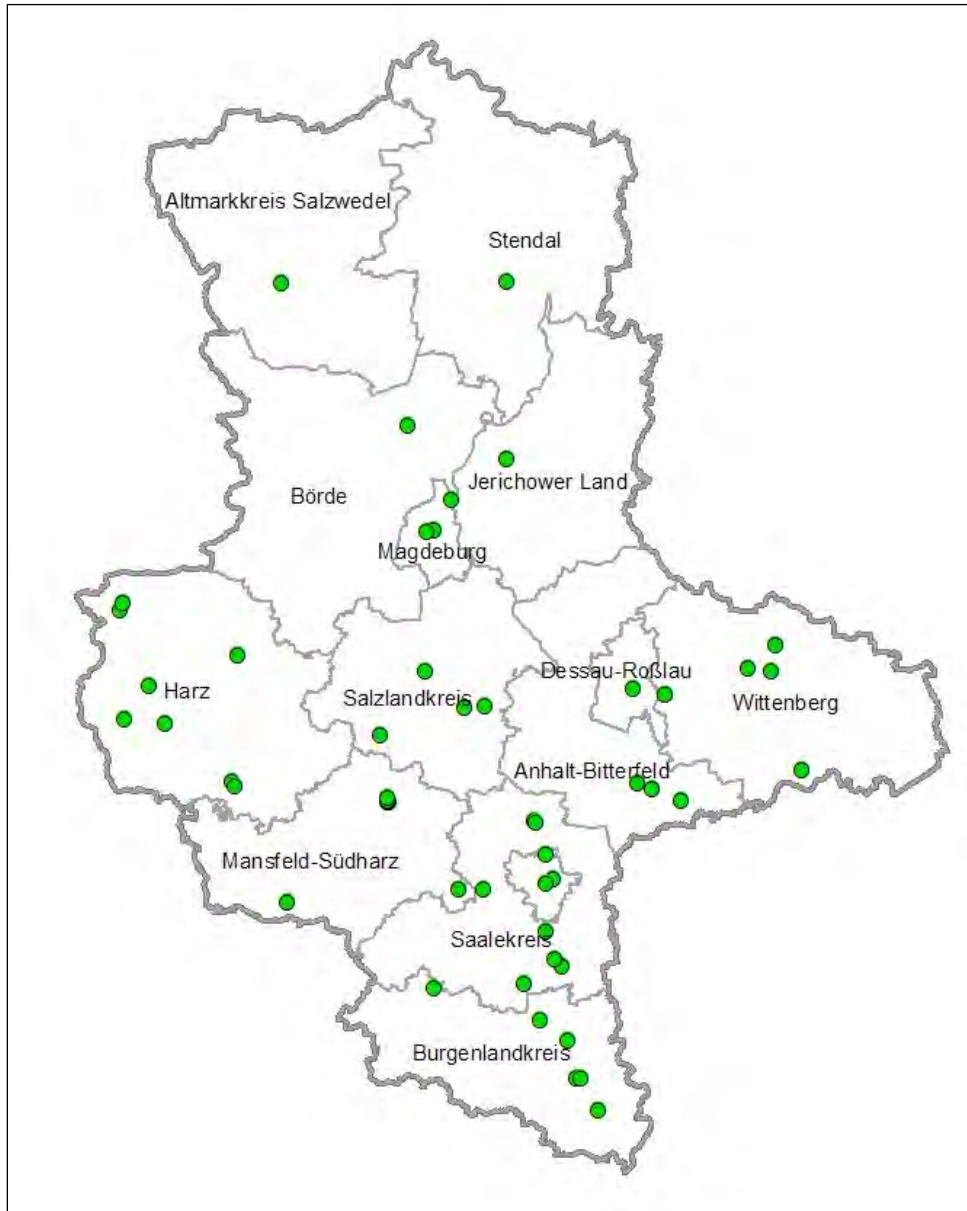 Altmarkkreis Salzwedel
Stendal
Börde
Jerichower Land
Magdeburg
Harz
Salzlandkreis
Dessau-Roßlau
Wittenberg
Anhalt-Bitterfeld
Mansfeld-Südharz
Saalekreis
Burgenlandkreis